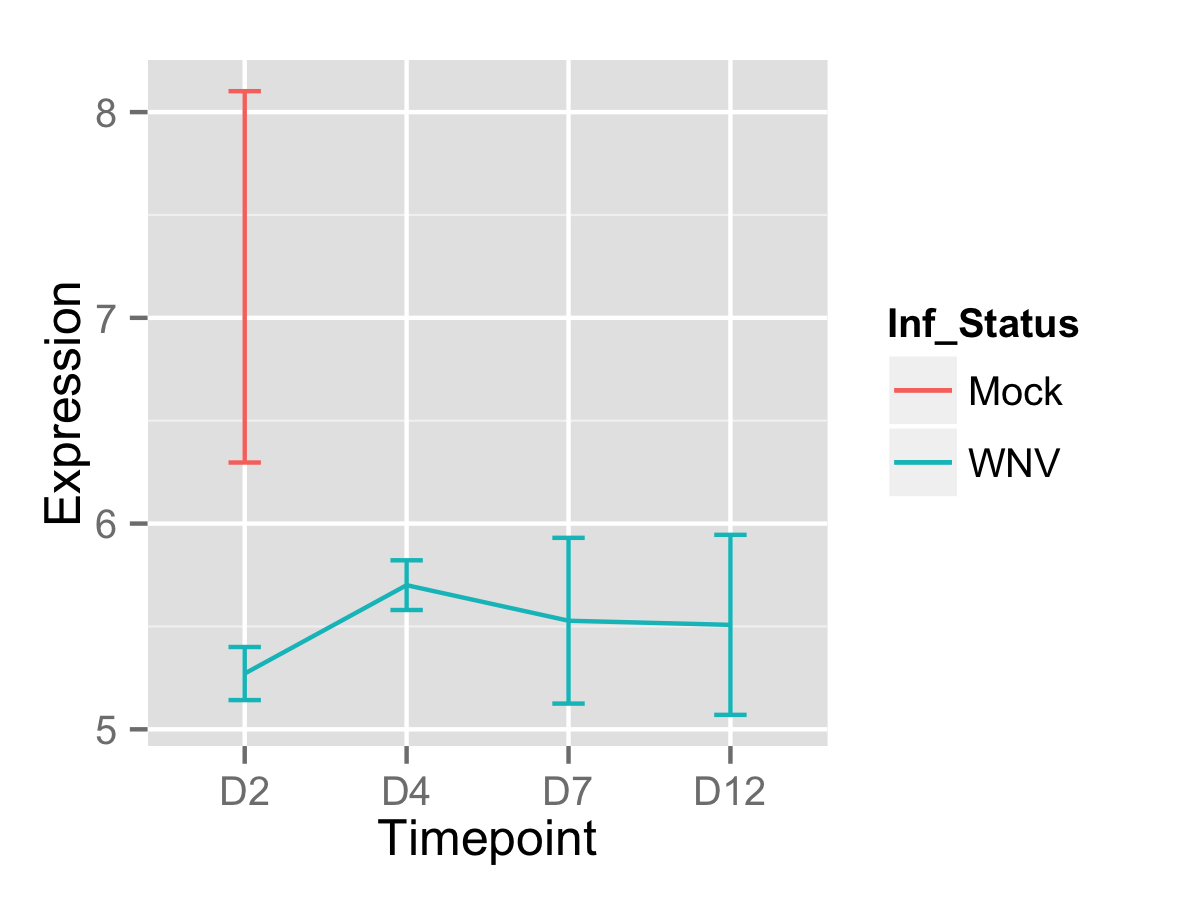 8
7
6
5
Expression
D2 D4 D7 D12
Timepoint
Inf_Status
Mock
WNV